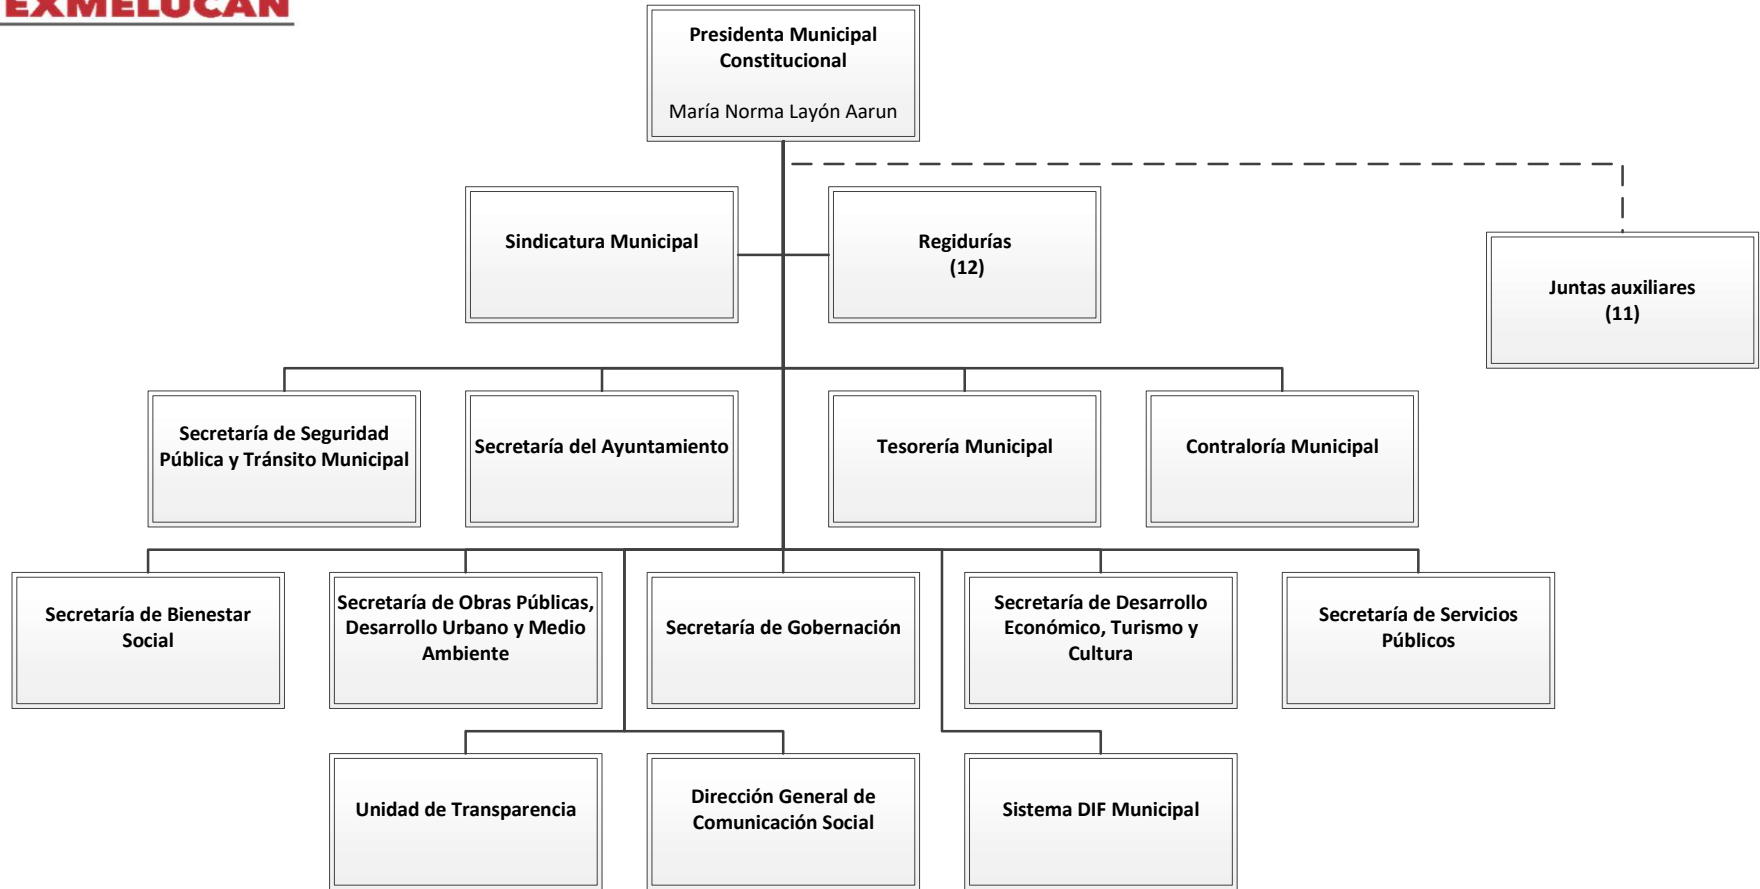 EXMELUCAN
Presidenta Municipal
Constitucional
María Norma Layón Aarun
Sindicatura Municipal
Regidurías
(12)
Juntas auxiliares
(11)
Secretaría de Seguridad
Pública y Tránsito Municipal
Secretaría del Ayuntamiento
Tesorería Municipal
Contraloría Municipal
Secretaría de Bienestar
Social
Secretaría de Obras Públicas,
Desarrollo Urbano y Medio
Ambiente
Secretaría de Gobernación
Secretaría de Desarrollo
Económico, Turismo y
Cultura
Secretaría de Servicios
Públicos
Unidad de Transparencia
Dirección General de
Comunicación Social
Sistema DIF Municipal